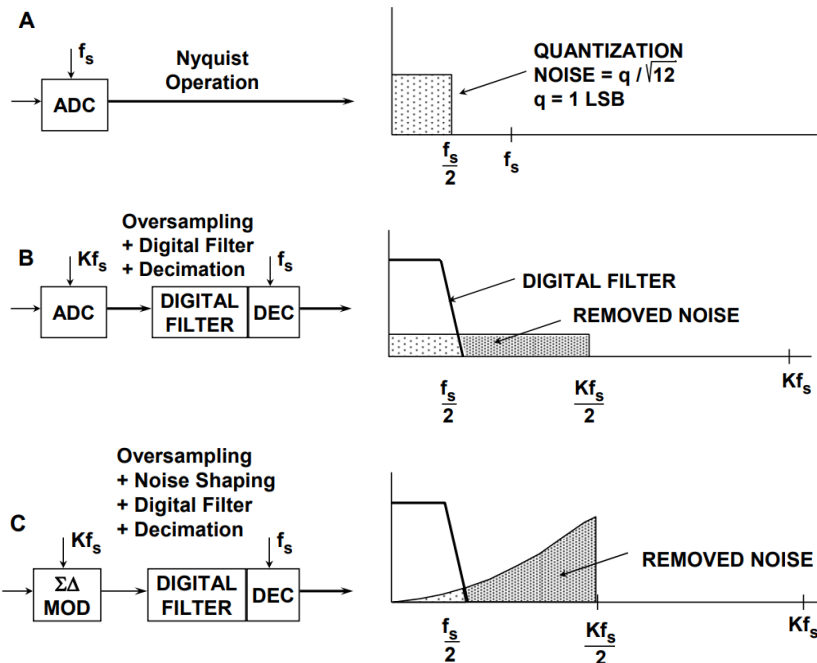 A
fs
ADC
Nyquist
Operation
QUANTIZATION
NOISE = q / √12
q = 1 LSB
fs
2
fs
B
Oversampling
+ Digital Filter
+ Decimation
Kfs
fs
ADC
DIGITAL
FILTER
DEC
DIGITAL FILTER
REMOVED NOISE
fs
2
Kfs
2
Kfs
C
Oversampling
+ Noise Shaping
+ Digital Filter
+ Decimation
Kfs
fs
ΣΔ
MOD
DIGITAL
FILTER
DEC
REMOVED NOISE
fs
2
Kfs
2
Kfs